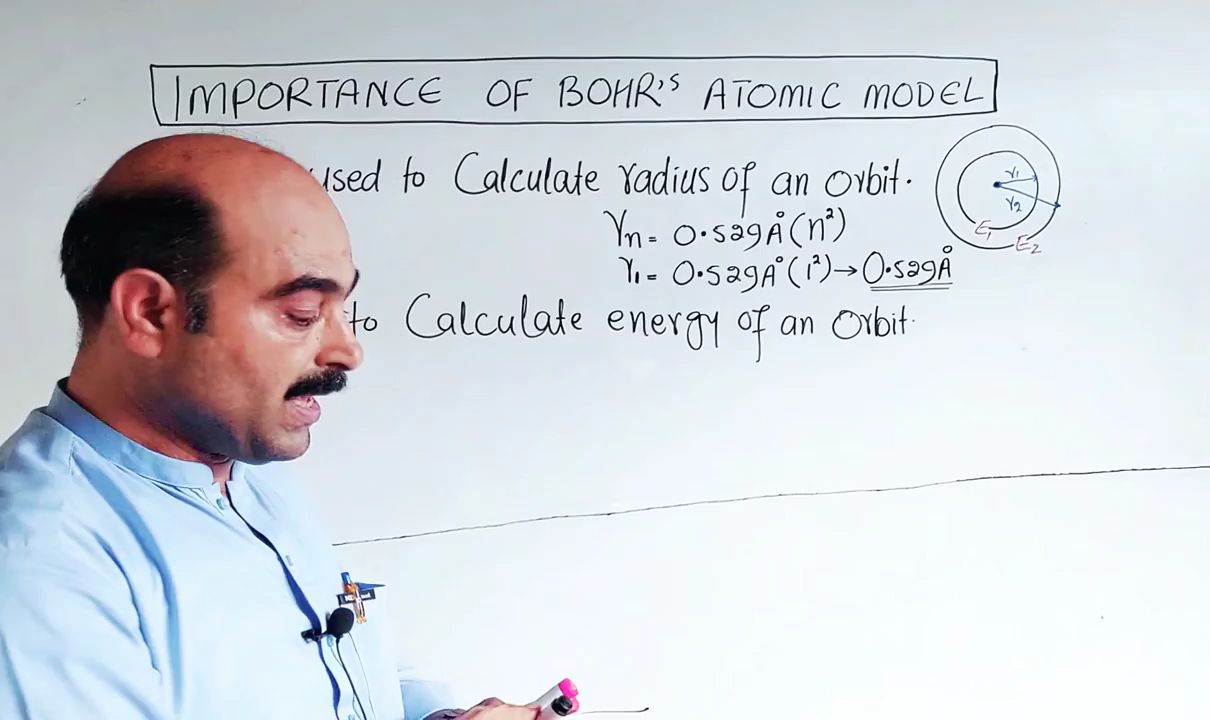 IMPORTANCE OF BOHR'S ATOMIC MODEL
used to Calculate radius of an orbit.
rn = 0.529Å (n²)
r1 = 0.529A° (1²) → 0.529Å
to Calculate energy of an Orbit.
r1
r2
E1
E2